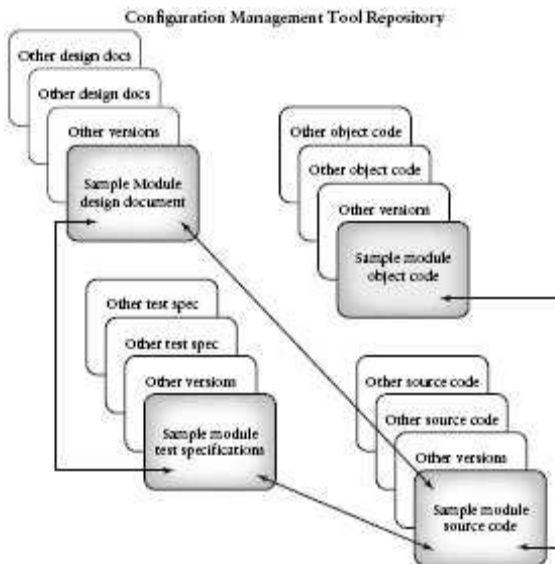 Configuration Management Tool Repository
Other design docs
Other design docs
Other versions
Sample Module
design document
Other object code
Other object code
Other versions
Sample module
object code
Other test spec
Other test spec
Other versions
Sample module
test specifications
Other source code
Other source code
Other versions
Sample module
source code